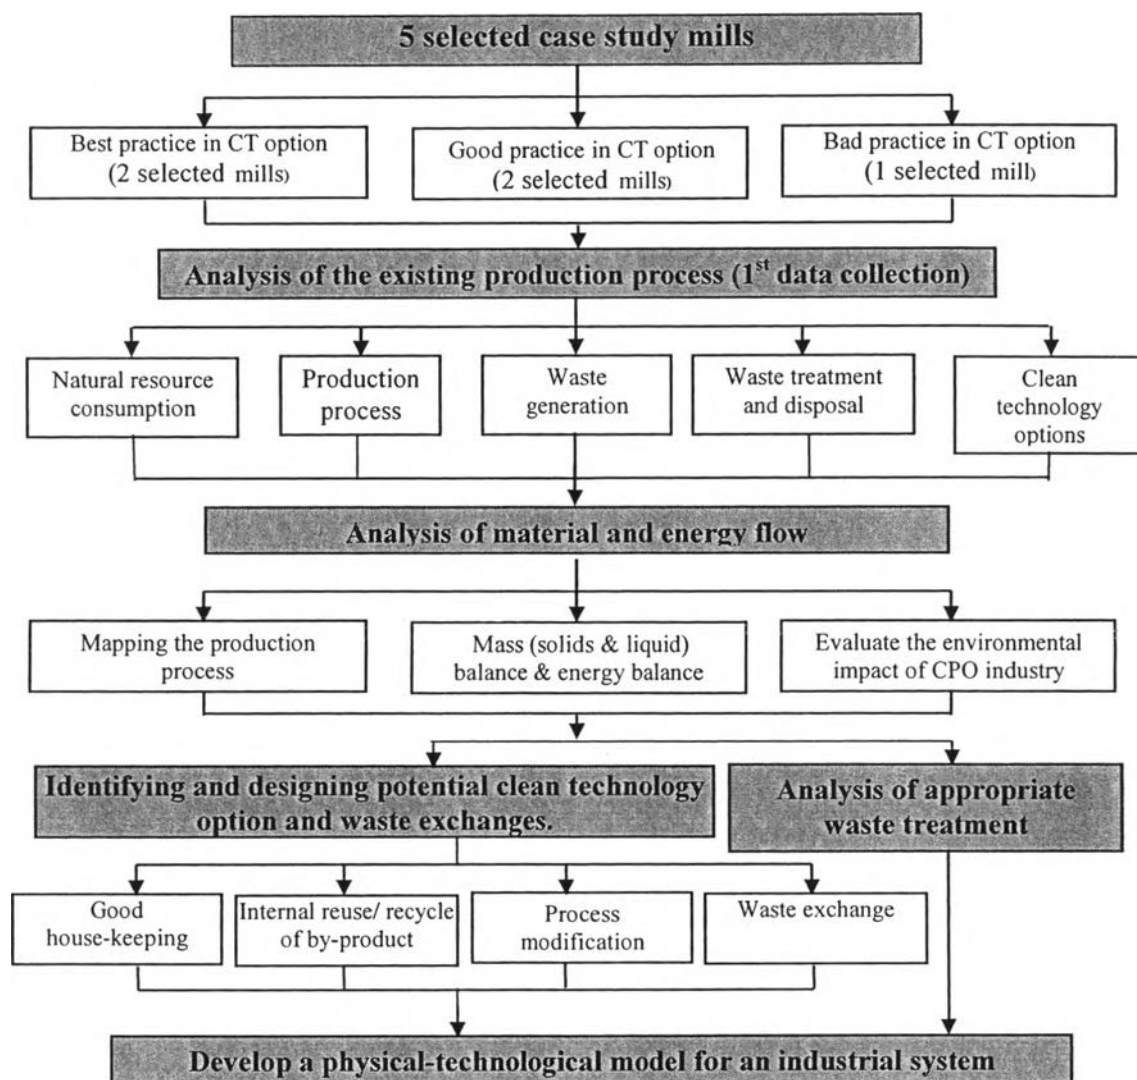 5 selected case study mills
Best practice in CT option
(2 selected mills)
Good practice in CT option
(2 selected mills)
Bad practice in CT option
(1 selected mill)
Analysis of the existing production process (1st data collection)
Natural resource
consumption
Production
process
Waste
generation
Waste treatment
and disposal
Clean
technology
options
Analysis of material and energy flow
Mapping the production
process
Mass (solids & liquid)
balance & energy balance
Evaluate the environmental
impact of CPO industry
Identifying and designing potential clean technology
option and waste exchanges.
Analysis of appropriate
waste treatment
Good
house-keeping
Internal reuse/ recycle
of by-product
Process
modification
Waste exchange
Develop a physical-technological model for an industrial system